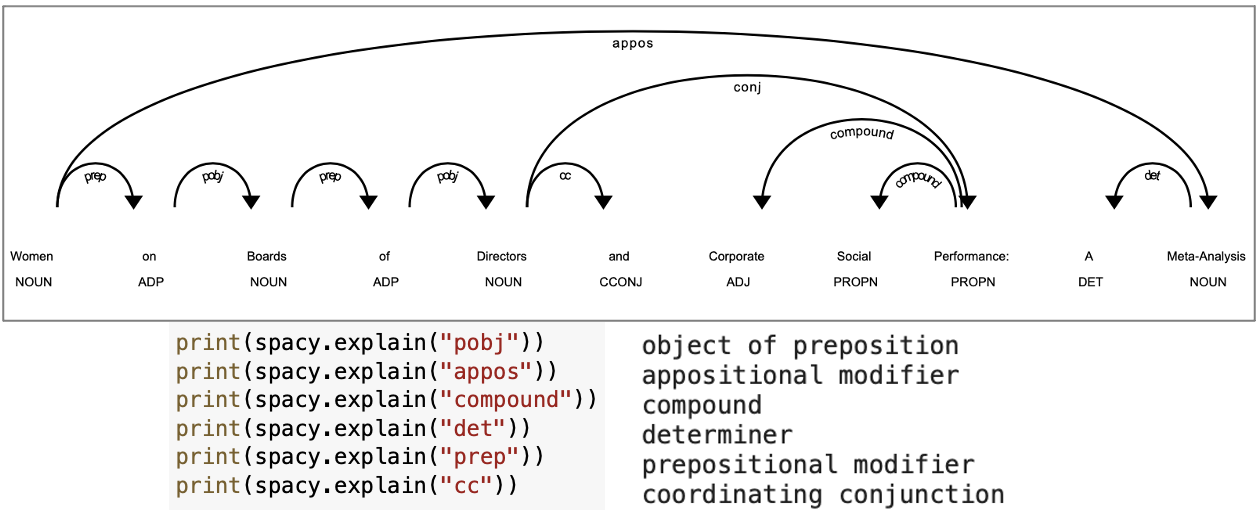 appos
conj
compound
prep pobj prep pobj cc compound det
Women on Boards of Directors and Corporate Social Performance: A Meta-Analysis
NOUN ADP NOUN ADP NOUN CCONJ ADJ PROPN PROPN DET NOUN
print(spacy.explain("pobj"))
print(spacy.explain("appos"))
print(spacy.explain("compound"))
print(spacy.explain("det"))
print(spacy.explain("prep"))
print(spacy.explain("cc"))
object of preposition
appositional modifier
compound
determiner
prepositional modifier
coordinating conjunction